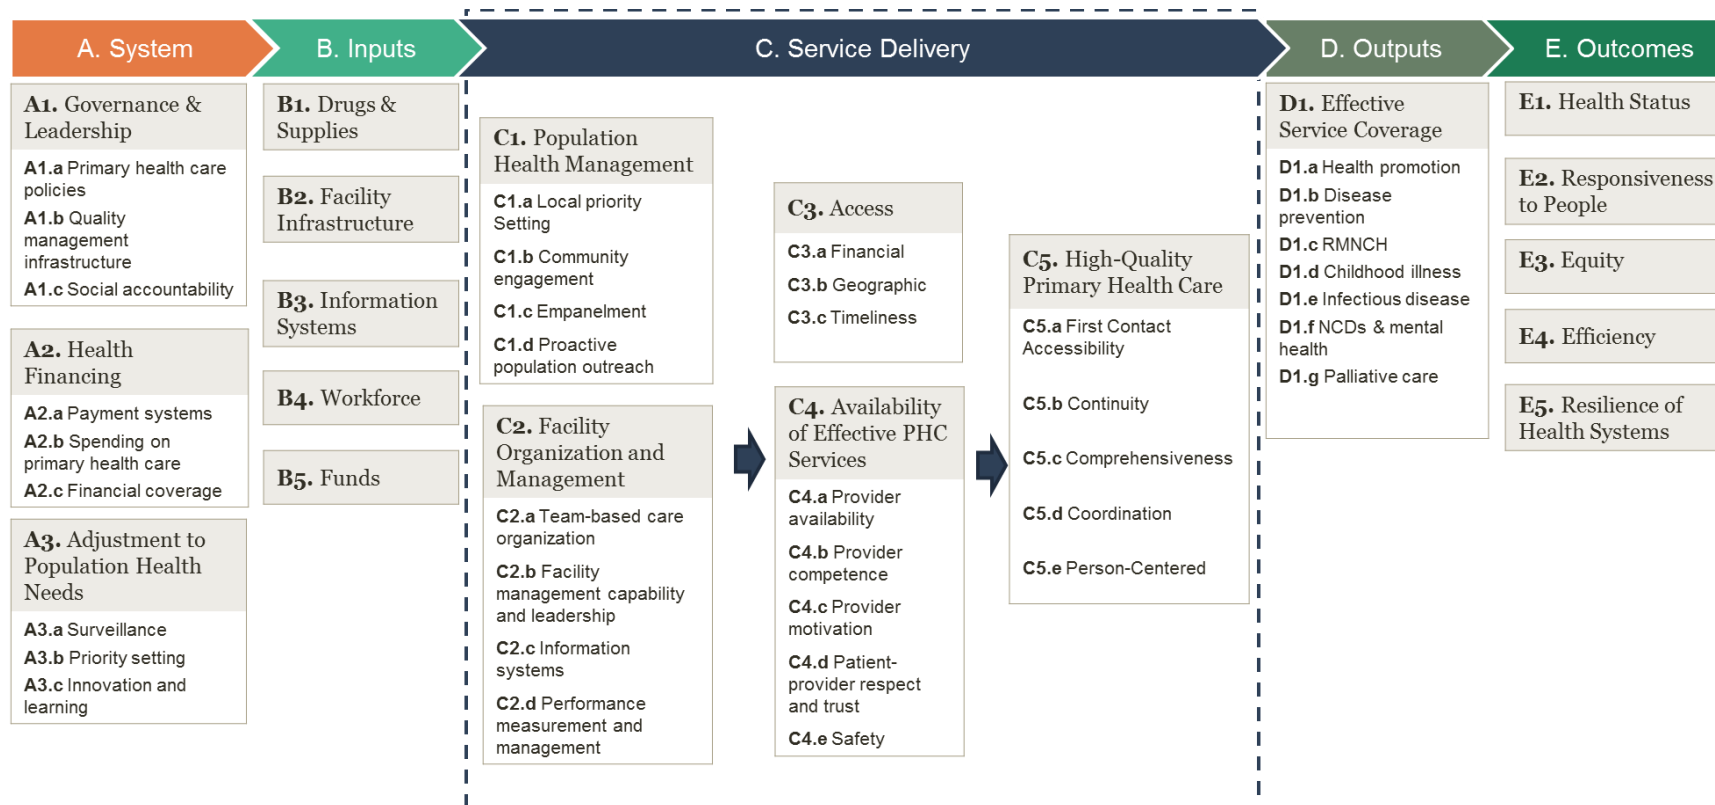 A. System
B. Inputs
C. Service Delivery
D. Outputs
E. Outcomes
A1. Governance &
Leadership
A1.a Primary health care
policies
A1.b Quality
management
infrastructure
A1.c Social accountability
A2. Health
Financing
A2.a Payment systems
A2.b Spending on
primary health care
A2.c Financial coverage
A3. Adjustment to
Population Health
Needs
A3.a Surveillance
A3.b Priority setting
A3.c Innovation and
learning
B1. Drugs &
Supplies
B2. Facility
Infrastructure
B3. Information
Systems
B4. Workforce
B5. Funds
C1. Population
Health Management
C1.a Local priority
Setting
C1.b Community
engagement
C1.c Empanelment
C1.d Proactive
population outreach
C2. Facility
Organization and
Management
C2.a Team-based care
organization
C2.b Facility
management capability
and leadership
C2.c Information
systems
C2.d Performance
measurement and
management
C3. Access
C3.a Financial
C3.b Geographic
C3.c Timeliness
C4. Availability
of Effective PHC
Services
C4.a Provider
availability
C4.b Provider
competence
C4.c Provider
motivation
C4.d Patient-
provider respect
and trust
C4.e Safety
C5. High-Quality
Primary Health Care
C5.a First Contact
Accessibility
C5.b Continuity
C5.c Comprehensiveness
C5.d Coordination
C5.e Person-Centered
D1. Effective
Service Coverage
D1.a Health promotion
D1.b Disease
prevention
D1.c RMNCH
D1.d Childhood illness
D1.e Infectious disease
D1.f NCDs & mental
health
D1.g Palliative care
E1. Health Status
E2. Responsiveness
to People
E3. Equity
E4. Efficiency
E5. Resilience of
Health Systems